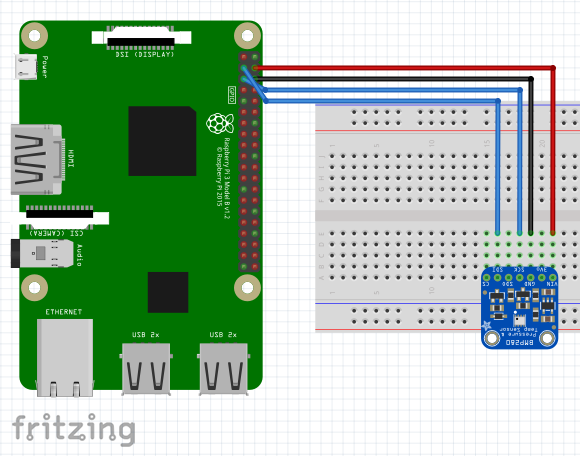 DSI (DISPLAY)
Power
GPIO
HDMI
Raspberry Pi 3 Model B v1.2
© Raspberry Pi 2015
CSI (CAMERA)
Audio
ETHERNET
USB 2x
USB 2x
SDI
SCK
3Vo
CS
SDO
GND
VIN
Pressure &
Temp Sensor
fritzing